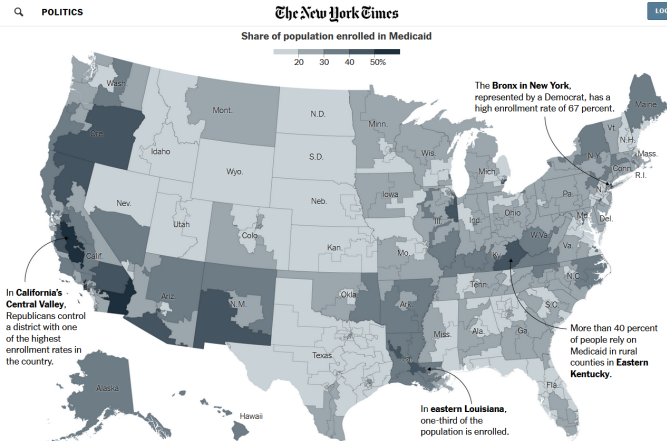 POLITICS
The New York Times
LO
Share of population enrolled in Medicaid
20 30 40 50%
The Bronx in New York,
represented by a Democrat, has a
high enrollment rate of 67 percent.
Wash.
Mont.
N.D.
Minn.
Maine
Vt.
N.H.
Ore.
Idaho
S.D.
Wis.
Mich.
N.Y.
Mass.
Conn.
R.I.
Wyo.
Iowa
Pa.
N.J.
Nev.
Neb.
Ill.
Ind.
Ohio
Md.
Del.
Utah
Colo.
Kan.
Mo.
Ky.
W.Va.
Va.
Calif.
In California's
Central Valley,
Republicans control
a district with one
of the highest
enrollment rates in
the country.
Ariz.
N.M.
Okla.
Ark.
Tenn.
N.C.
S.C.
Texas
La.
Miss.
Ala.
Ga.
More than 40 percent
of people rely on
Medicaid in rural
counties in Eastern
Kentucky.
Alaska
Hawaii
Fla.
In eastern Louisiana,
one-third of the
population is enrolled.